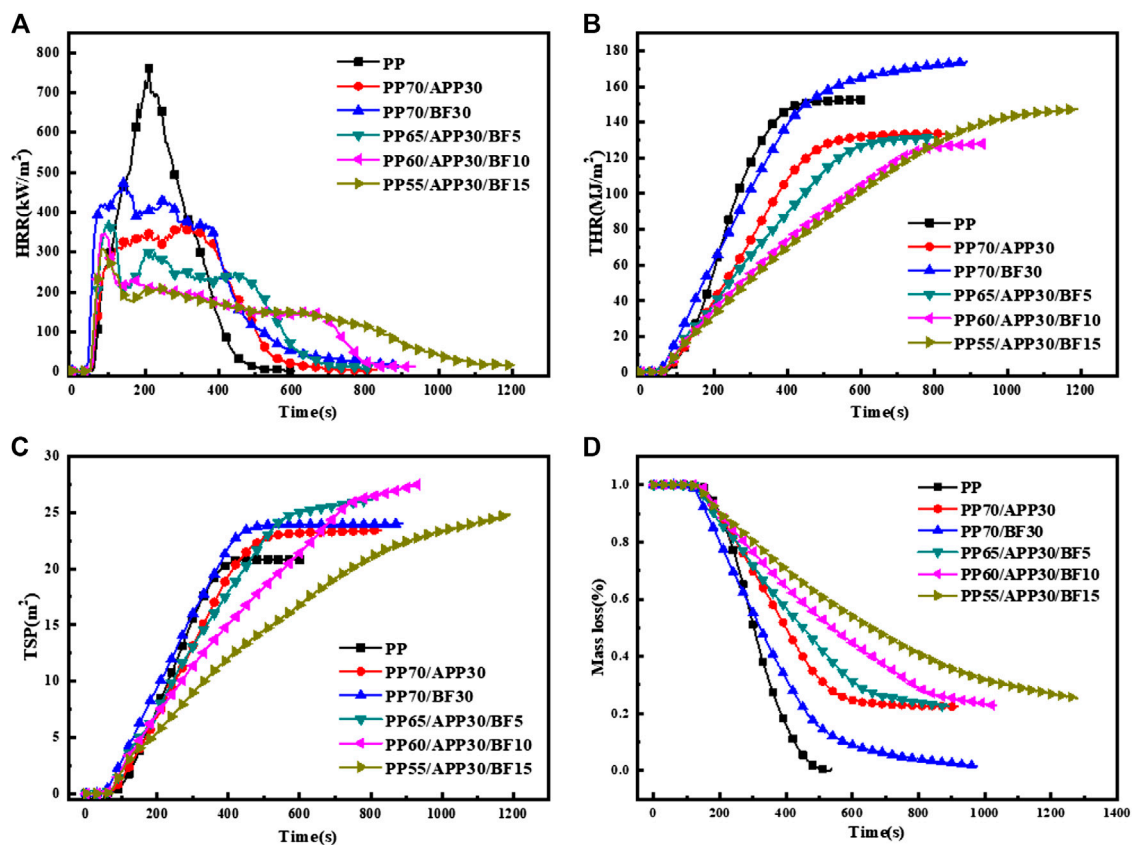 A
HRR(kW/m²)
800
700
600
500
400
300
200
100
0
0 200 400 600 800 1000 1200
Time(s)
PP
PP70/APP30
PP70/BF30
PP65/APP30/BF5
PP60/APP30/BF10
PP55/APP30/BF15
B
THR(MJ/m²)
180
160
140
120
100
80
60
40
20
0
0 200 400 600 800 1000 1200
Time(s)
PP
PP70/APP30
PP70/BF30
PP65/APP30/BF5
PP60/APP30/BF10
PP55/APP30/BF15
C
TSP(m²)
30
25
20
15
10
5
0
0 200 400 600 800 1000 1200
Time(s)
PP
PP70/APP30
PP70/BF30
PP65/APP30/BF5
PP60/APP30/BF10
PP55/APP30/BF15
D
Mass loss(%)
1.0
0.8
0.6
0.4
0.2
0.0
0 200 400 600 800 1000 1200 1400
Time(s)
PP
PP70/APP30
PP70/BF30
PP65/APP30/BF5
PP60/APP30/BF10
PP55/APP30/BF15